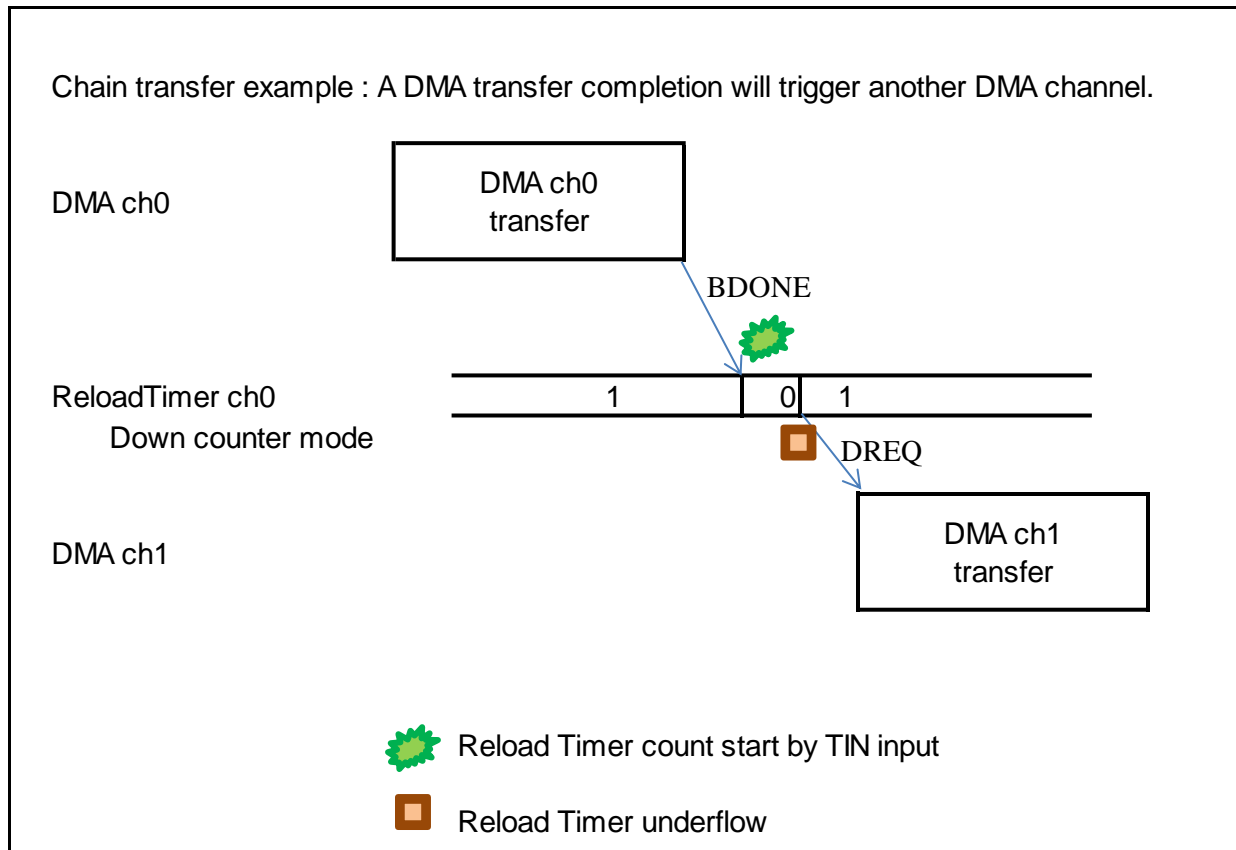 Chain transfer example : A DMA transfer completion will trigger another DMA channel.
DMA ch0
DMA ch0
transfer
BDONE
ReloadTimer ch0
1
0
1
Down counter mode
DREQ
DMA ch1
DMA ch1
transfer
Reload Timer count start by TIN input
Reload Timer underflow